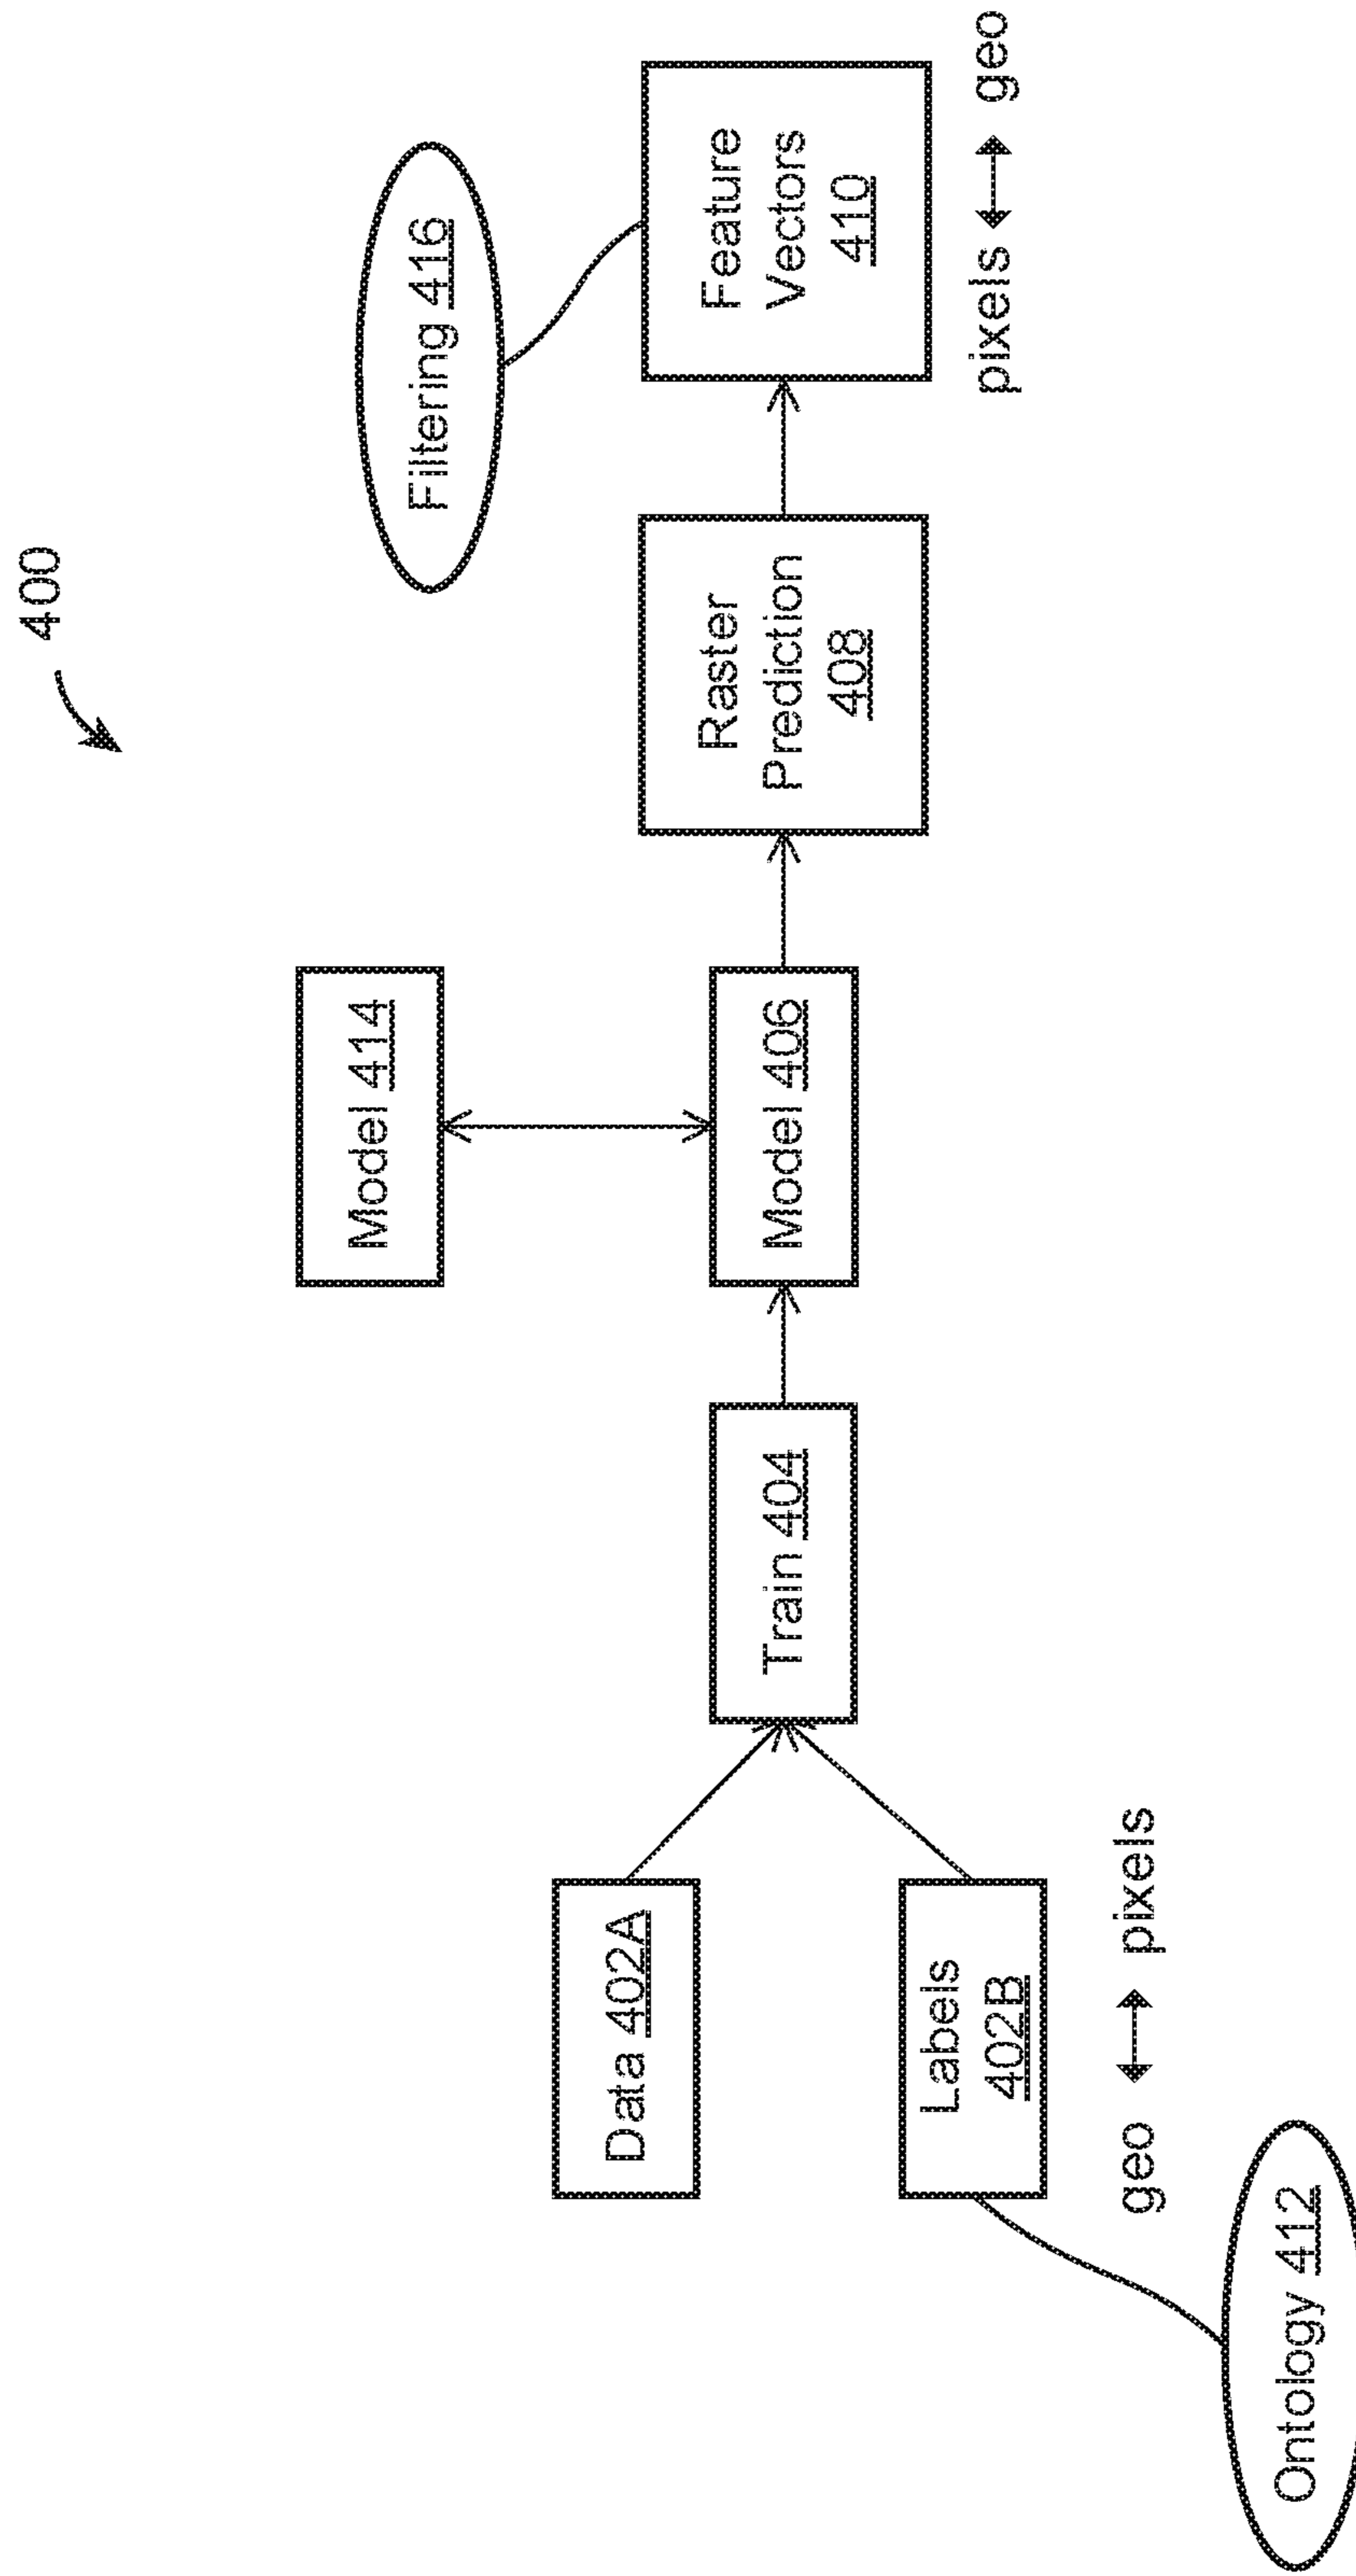 400
Filtering 416
Model 414
Data 402A
Train 404
Model 406
Raster
Prediction
408
Feature
Vectors
410
Labels
402B
pixels ↔ geo
geo ↔ pixels
Ontology 412